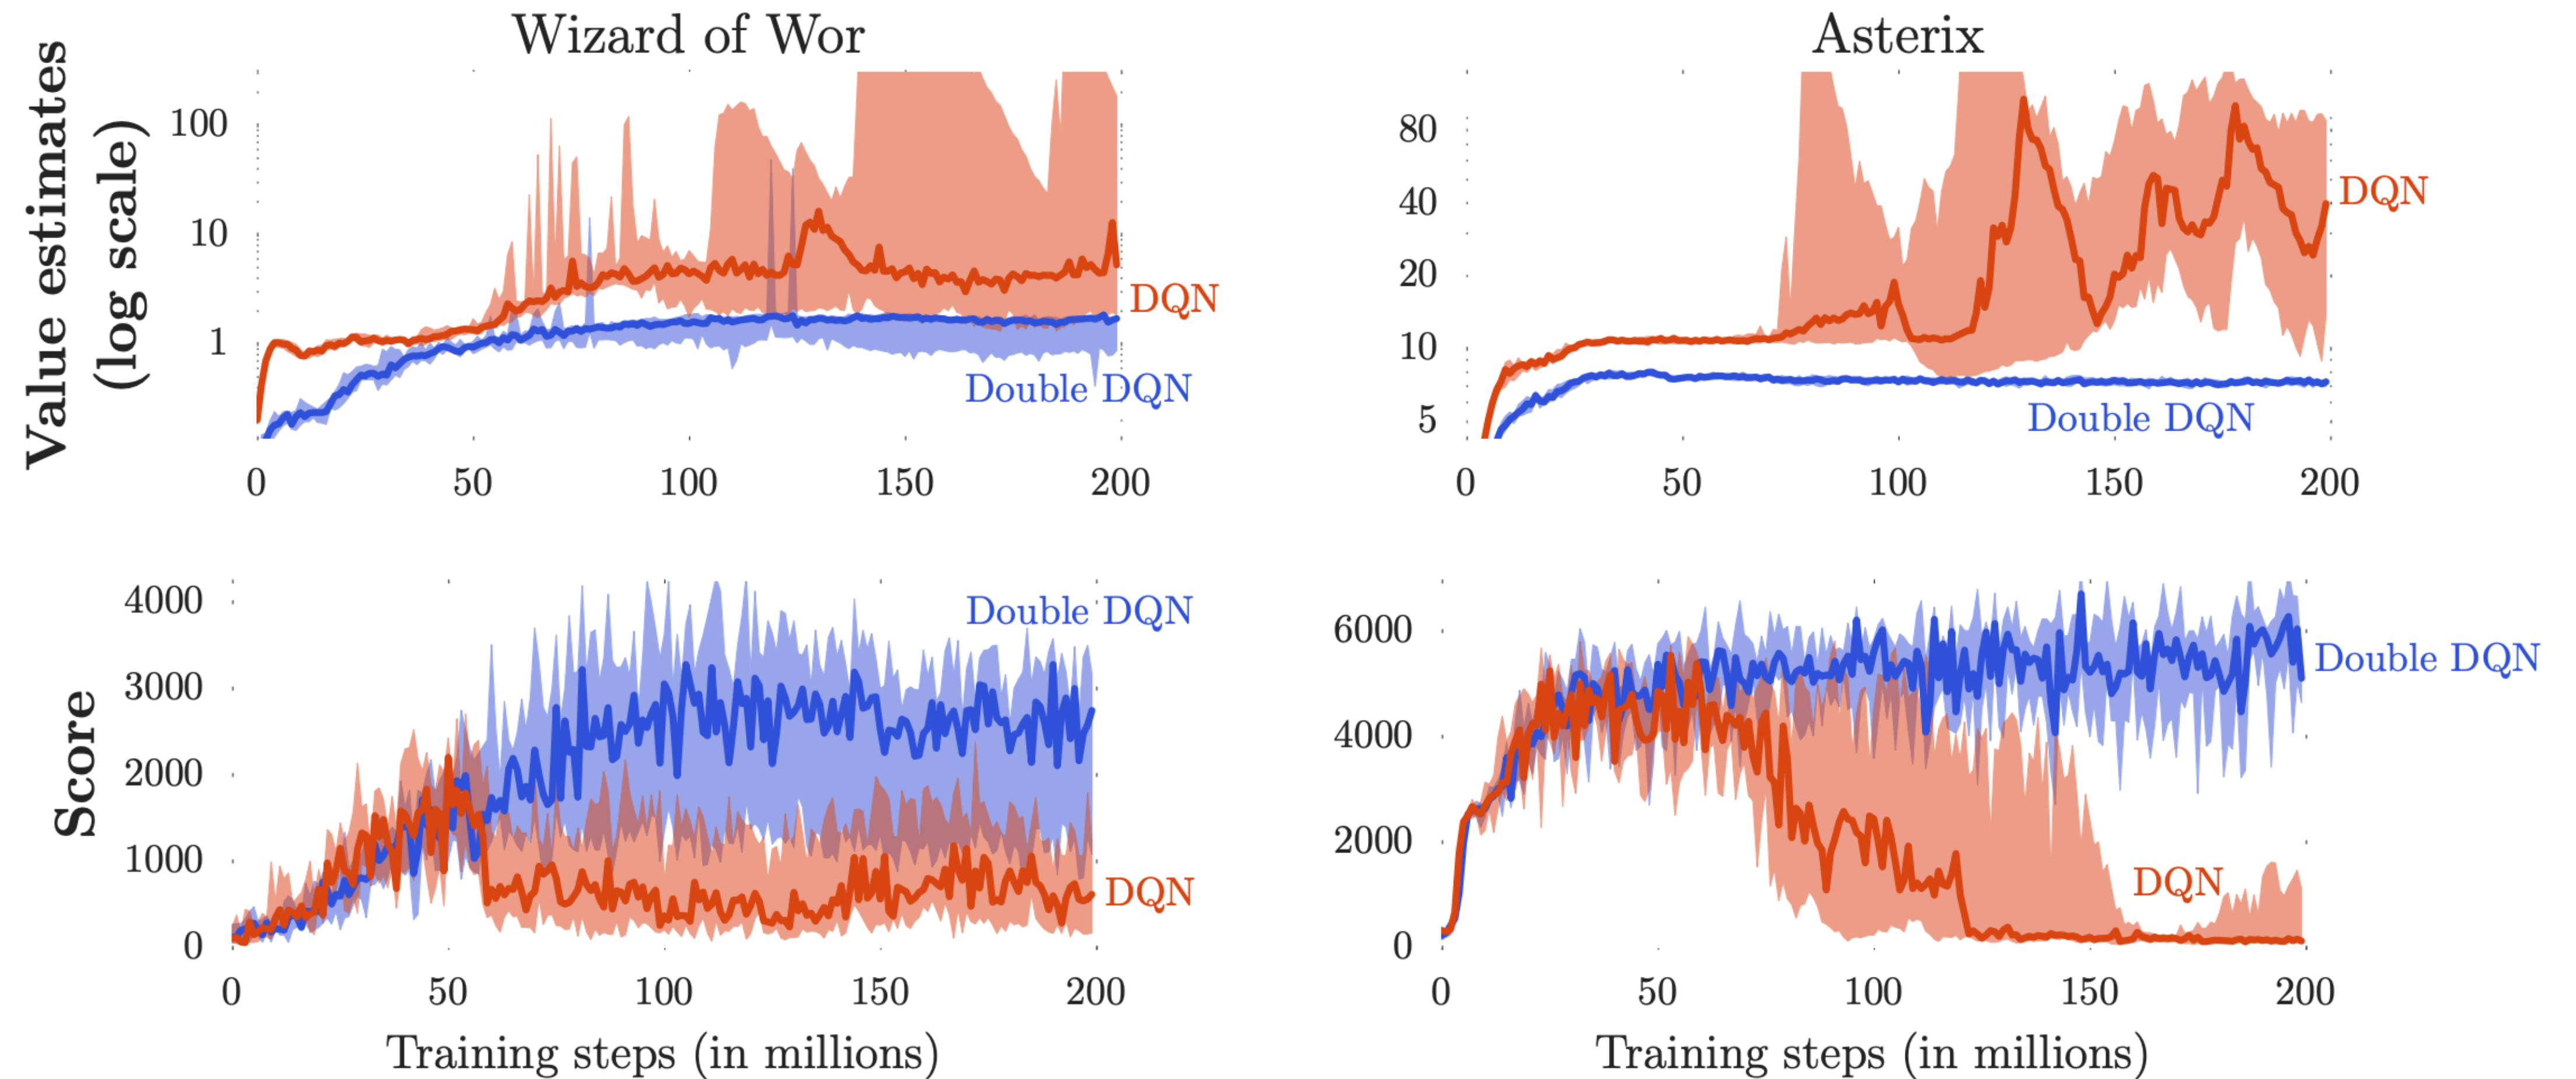 Wizard of Wor
Asterix
Value estimates
(log scale)
100
10
1
0 50 100 150 200
DQN
Double DQN
80
40
20
10
5
0 50 100 150 200
DQN
Double DQN
Score
4000
3000
2000
1000
0
0 50 100 150 200
Double DQN
DQN
Training steps (in millions)
6000
4000
2000
0
0 50 100 150 200
Double DQN
DQN
Training steps (in millions)